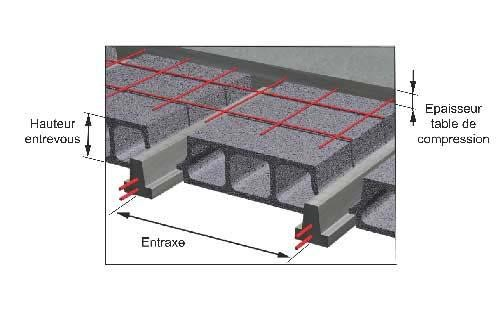 Hauteur
entrevous
Epaisseur
table de
compression
Entraxe